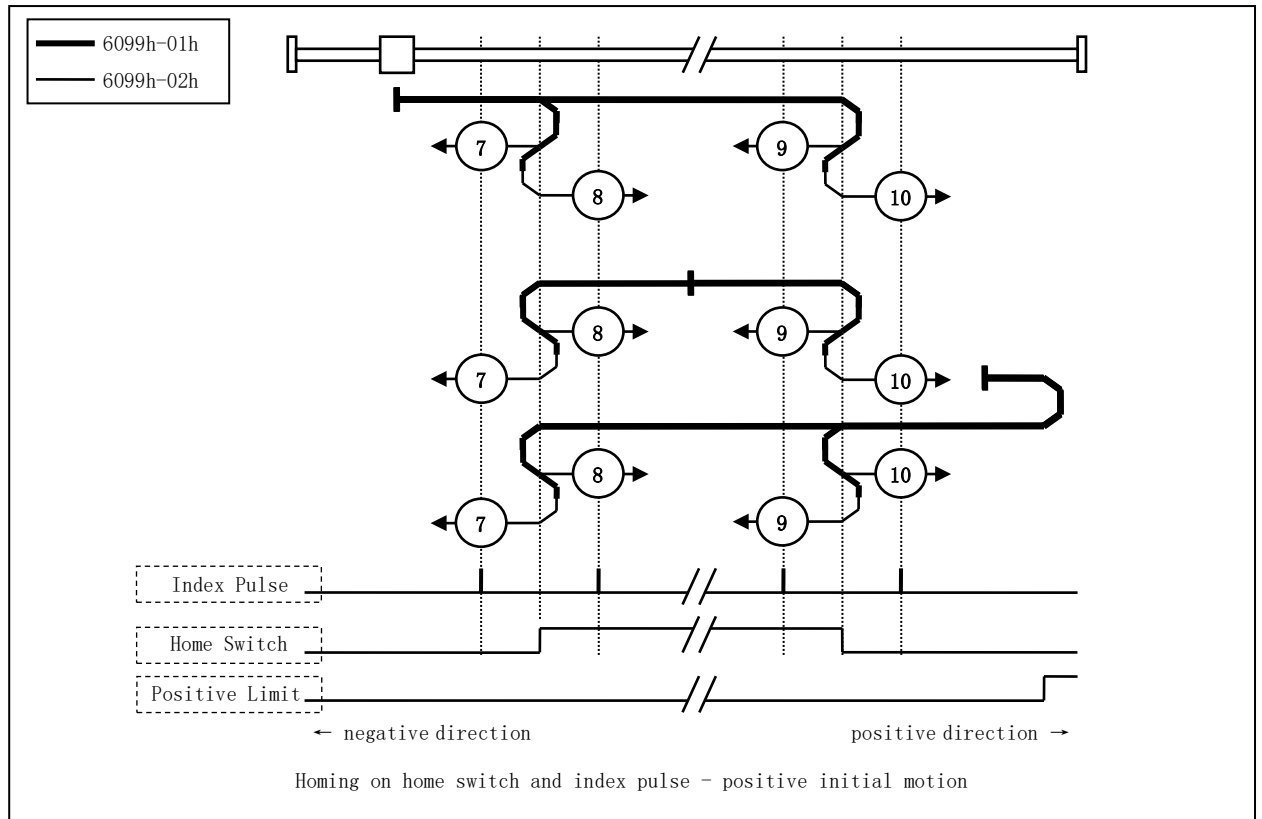 6099h-01h
6099h-02h
7
9
8
10
8
9
7
10
8
10
7
9
Index Pulse
Home Switch
Positive Limit
← negative direction
positive direction →
Homing on home switch and index pulse - positive initial motion